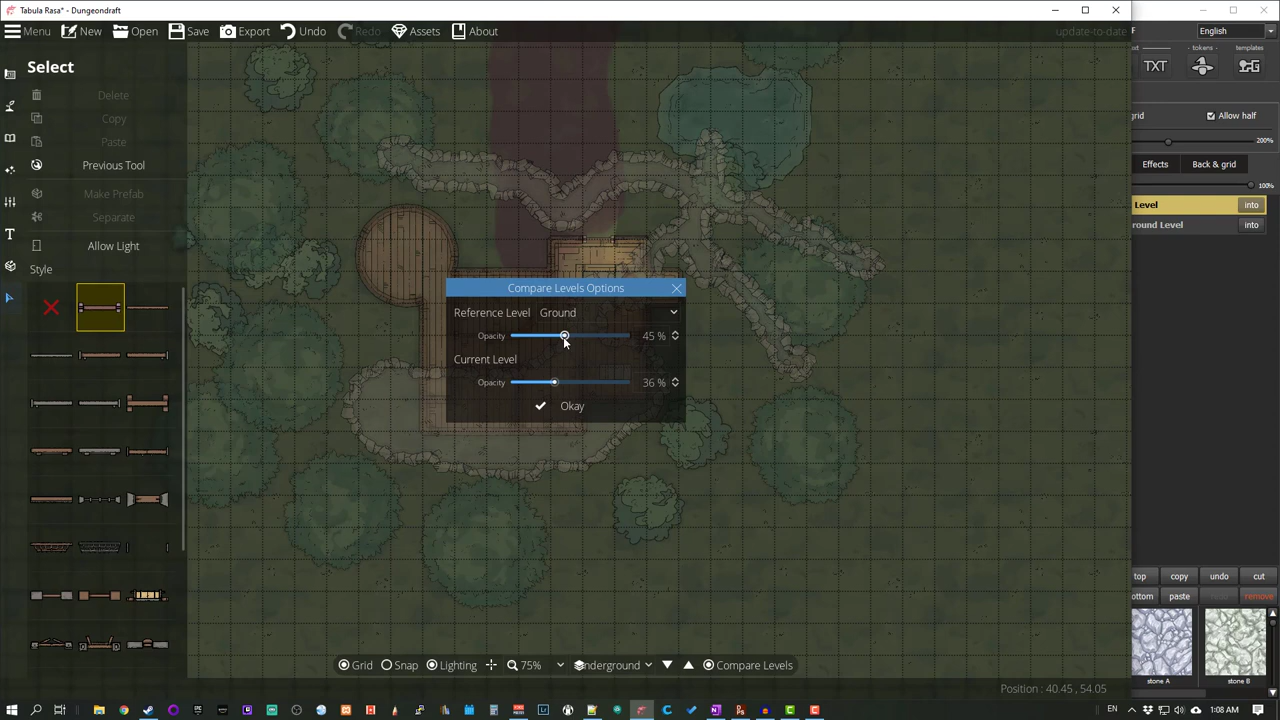 Tabula Rasa* - Dungeondraft
Menu New Open Save Export Undo Redo Assets About update-to-date
English
Select
Delete
Copy
Paste
Previous Tool
Make Prefab
Separate
Allow Light
Style
Compare Levels Options
Reference Level Ground
Opacity 45 %
Current Level
Opacity 36 %
Okay
Grid Snap Lighting 75% nderground Compare Levels
Position : 40.45 , 54.05
tokens templates
TXT
grid Allow half
200%
Effects Back & grid
100%
Level into
round Level into
top copy undo cut
ottom paste remove
stone A stone B
EN 1:08 AM